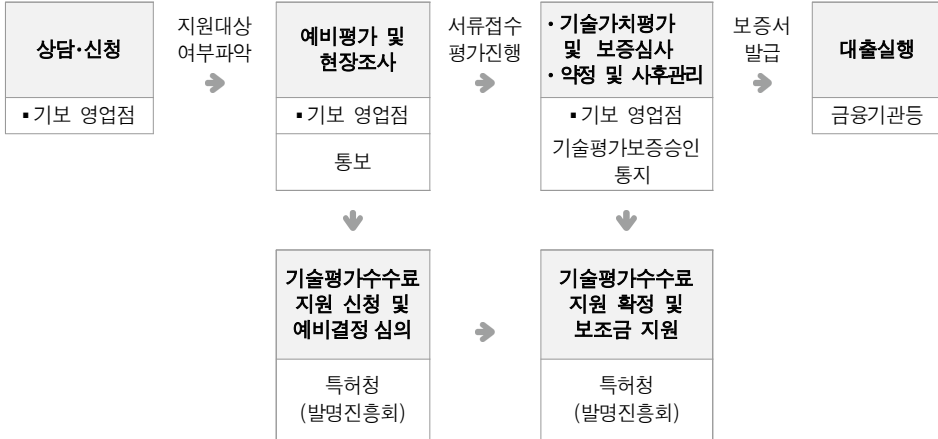 상담·신청
▪기보 영업점
지원대상
여부파악
예비평가 및
현장조사
▪기보 영업점
통보
서류접수
평가진행
· 기술가치평가
및 보증심사
· 약정 및 사후관리
▪기보 영업점
기술평가보증승인
통지
보증서
발급
대출실행
금융기관등
기술평가수수료
지원 신청 및
예비결정 심의
특허청
(발명진흥회)
기술평가수수료
지원 확정 및
보조금 지원
특허청
(발명진흥회)